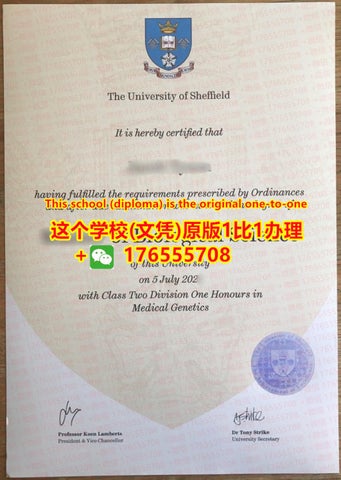 The University of Sheffield
It is hereby certified that
having fulfilled the requirements prescribed by Ordinances
This school (diploma) is the original one-to-one
这个学校(文凭)原版1比1办理
+ 176555708
of this University
on 5 July 202
with Class Two Division One Honours in
Medical Genetics
Professor Koen Lamberts
President & Vice-Chancellor
Dr Tony Strike
University Secretary